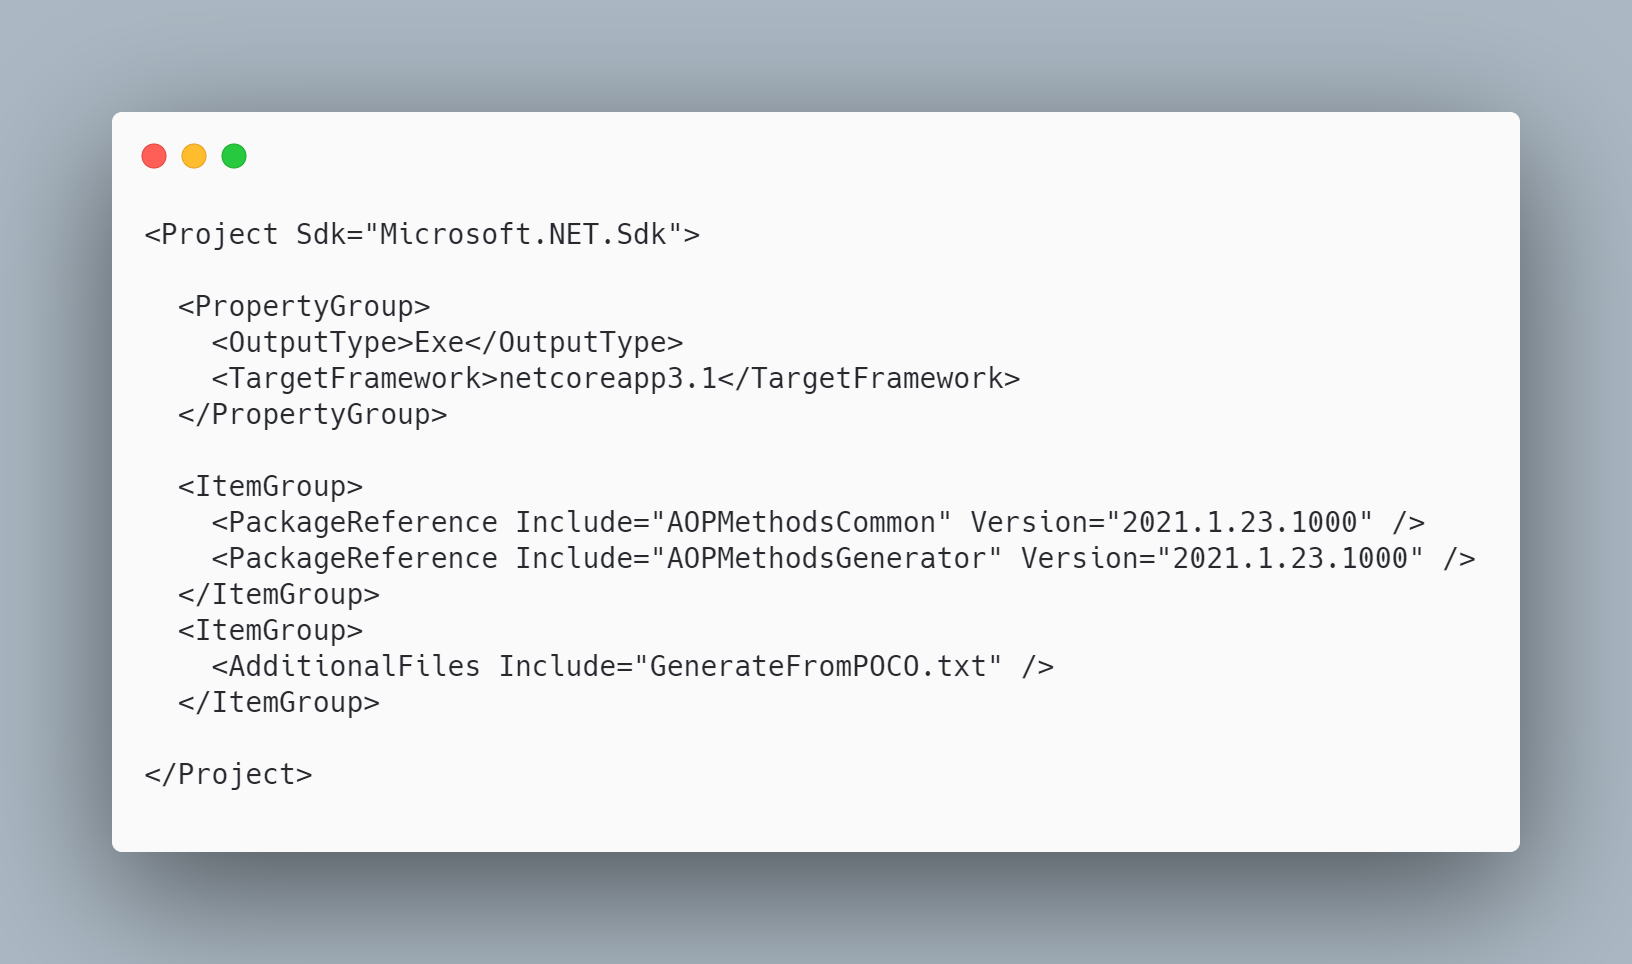 <Project Sdk="Microsoft.NET.Sdk">
<PropertyGroup>
<OutputType>Exe</OutputType>
<TargetFramework>netcoreapp3.1</TargetFramework>
</PropertyGroup>
<ItemGroup>
<PackageReference Include="AOPMethodsCommon" Version="2021.1.23.1000" />
<PackageReference Include="AOPMethodsGenerator" Version="2021.1.23.1000" />
</ItemGroup>
<ItemGroup>
<AdditionalFiles Include="GenerateFromPOCO.txt" />
</ItemGroup>
</Project>